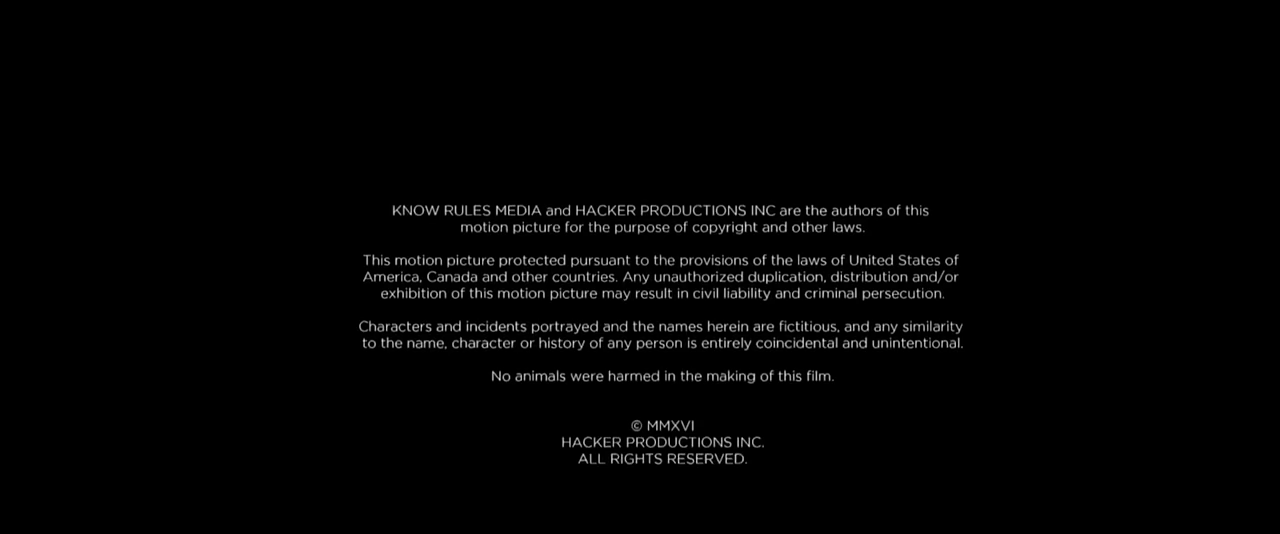 KNOW RULES MEDIA and HACKER PRODUCTIONS INC are the authors of this
motion picture for the purpose of copyright and other laws.
This motion picture protected pursuant to the provisions of the laws of United States of
America, Canada and other countries. Any unauthorized duplication, distribution and/or
exhibition of this motion picture may result in civil liability and criminal persecution.
Characters and incidents portrayed and the names herein are fictitious, and any similarity
to the name, character or history of any person is entirely coincidental and unintentional.
No animals were harmed in the making of this film.
© MMXVI
HACKER PRODUCTIONS INC.
ALL RIGHTS RESERVED.